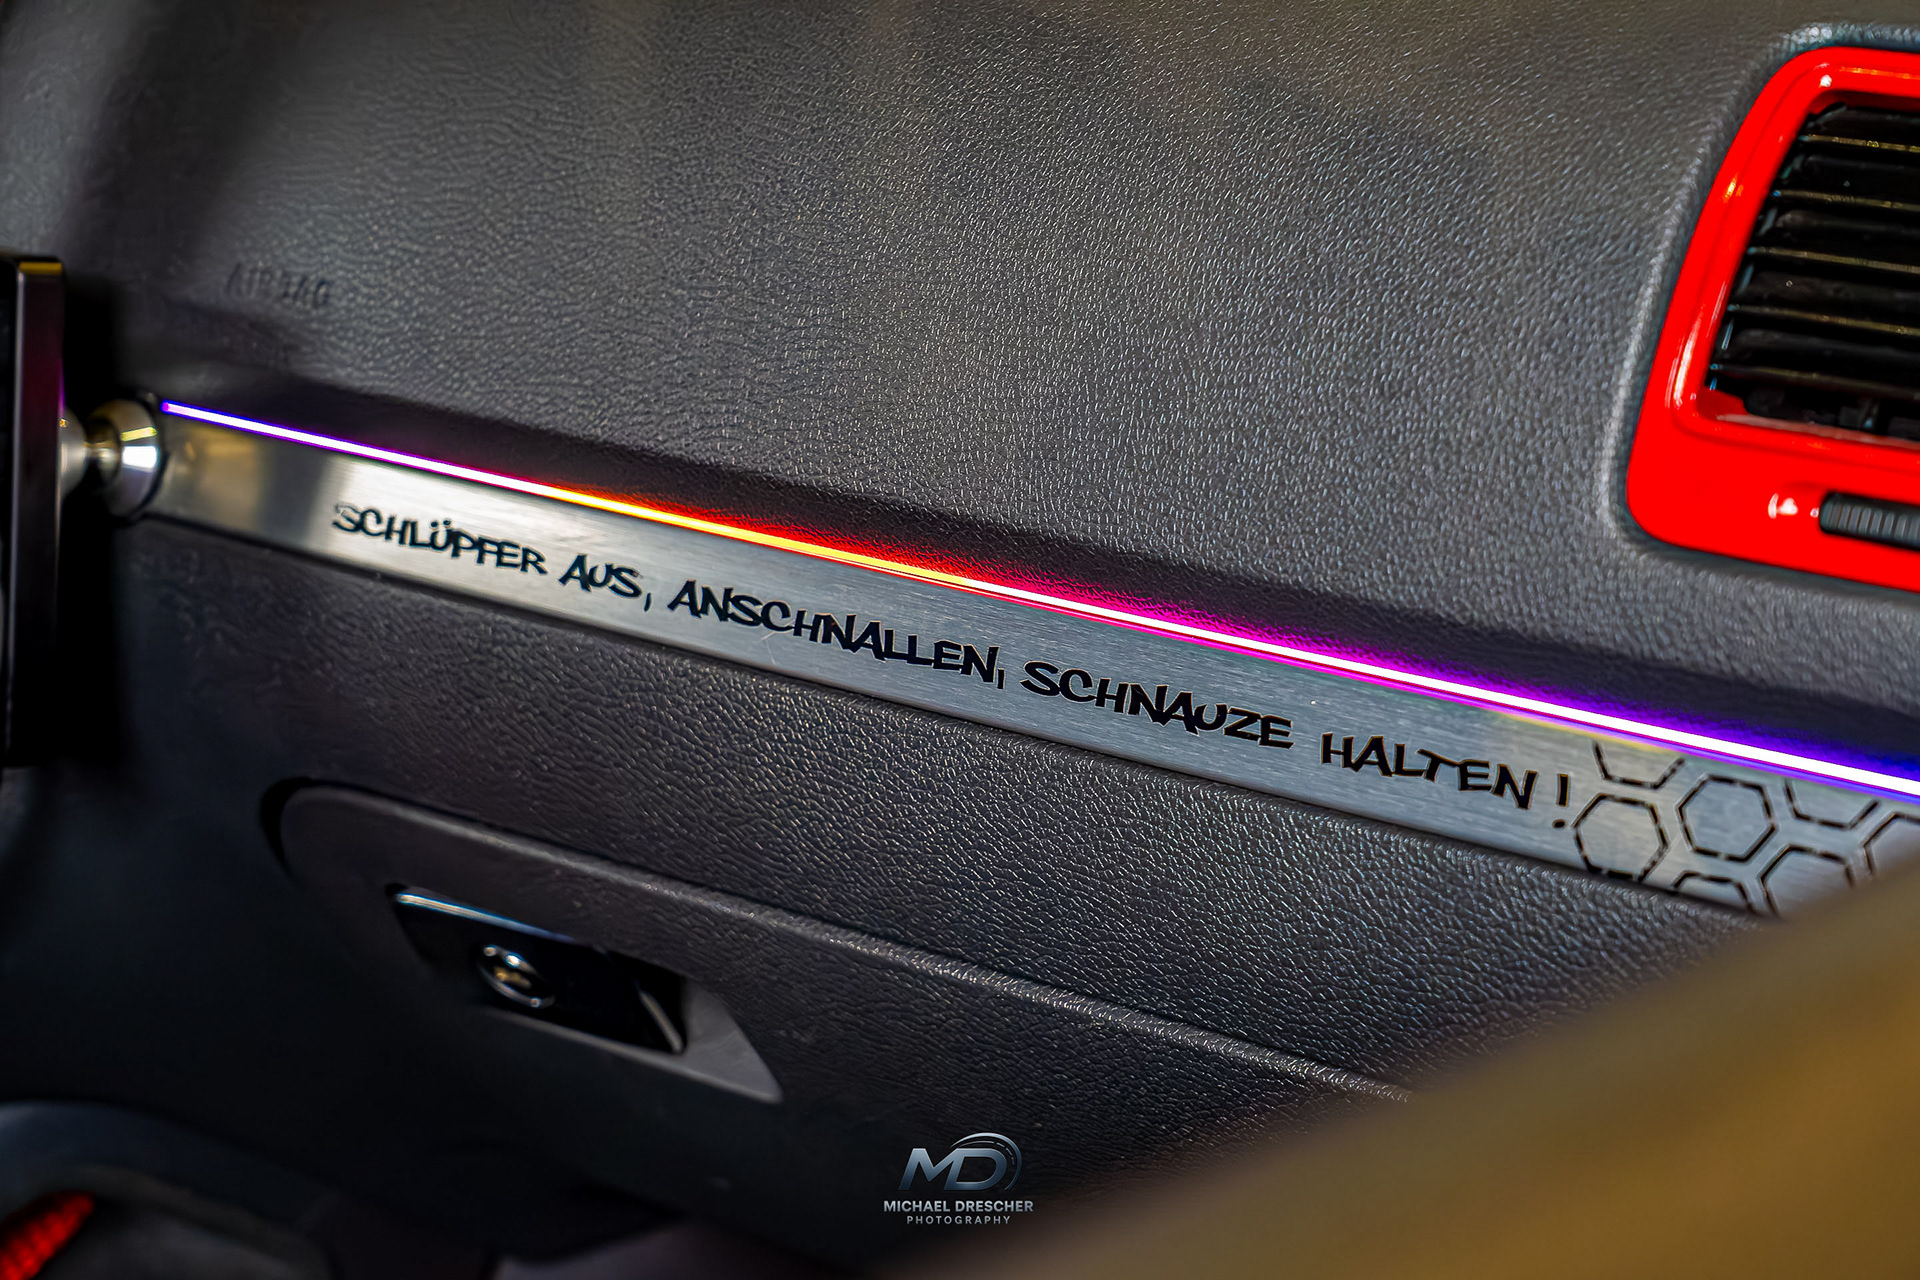 AIRBAG
SCHLÜPFER AUS, ANSCHNALLEN, SCHNAUZE HALTEN !
MD
MICHAEL DRESCHER
PHOTOGRAPHY